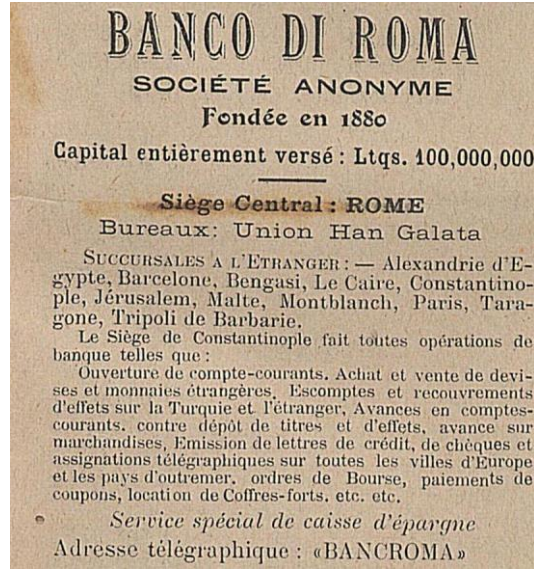 BANCO DI ROMA
SOCIÉTÉ ANONYME
Fondée en 1880
Capital entièrement versé : Ltqs. 100,000,000
Siège Central : ROME
Bureaux: Union Han Galata
SUCCURSALES A L'ETRANGER : — Alexandrie d'E-
gypte, Barcelone, Bengasi, Le Caire, Constantino-
ple, Jérusalem, Malte, Montblanch, Paris, Tara-
gone, Tripoli de Barbarie.
Le Siège de Constantinople fait toutes opérations de
banque telles que :
Ouverture de compte-courants. Achat et vente de devi-
ses et monnaies étrangères, Escomptes et recouvrements
d'effets sur la Turquie et l'étranger, Avances en comptes-
courants. contre dépôt de titres et d'effets, avance sur
marchandises, Emission de lettres de crédit, de chèques et
assignations télégraphiques sur toutes les villes d'Europe
et les pays d'outremer. ordres de Bourse, paiements de
coupons, location de Coffres-forts. etc. etc.
Service spécial de caisse d'épargne
Adresse télégraphique : «BANCROMA»